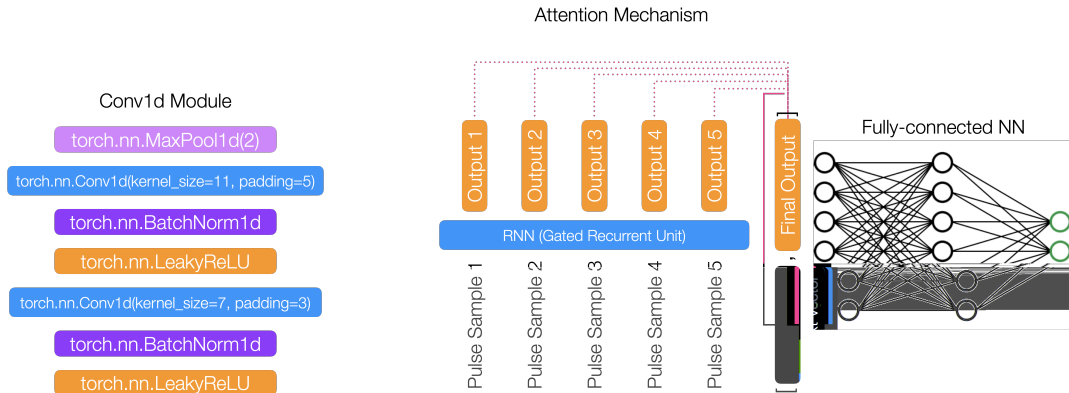 Attention Mechanism
Conv1d Module
torch.nn.MaxPool1d(2)
torch.nn.Conv1d(kernel_size=11, padding=5)
torch.nn.BatchNorm1d
torch.nn.LeakyReLU
torch.nn.Conv1d(kernel_size=7, padding=3)
torch.nn.BatchNorm1d
torch.nn.LeakyReLU
Output 1
Output 2
Output 3
Output 4
Output 5
Final Output
RNN (Gated Recurrent Unit)
Pulse Sample 1
Pulse Sample 2
Pulse Sample 3
Pulse Sample 4
Pulse Sample 5
Fully-connected NN